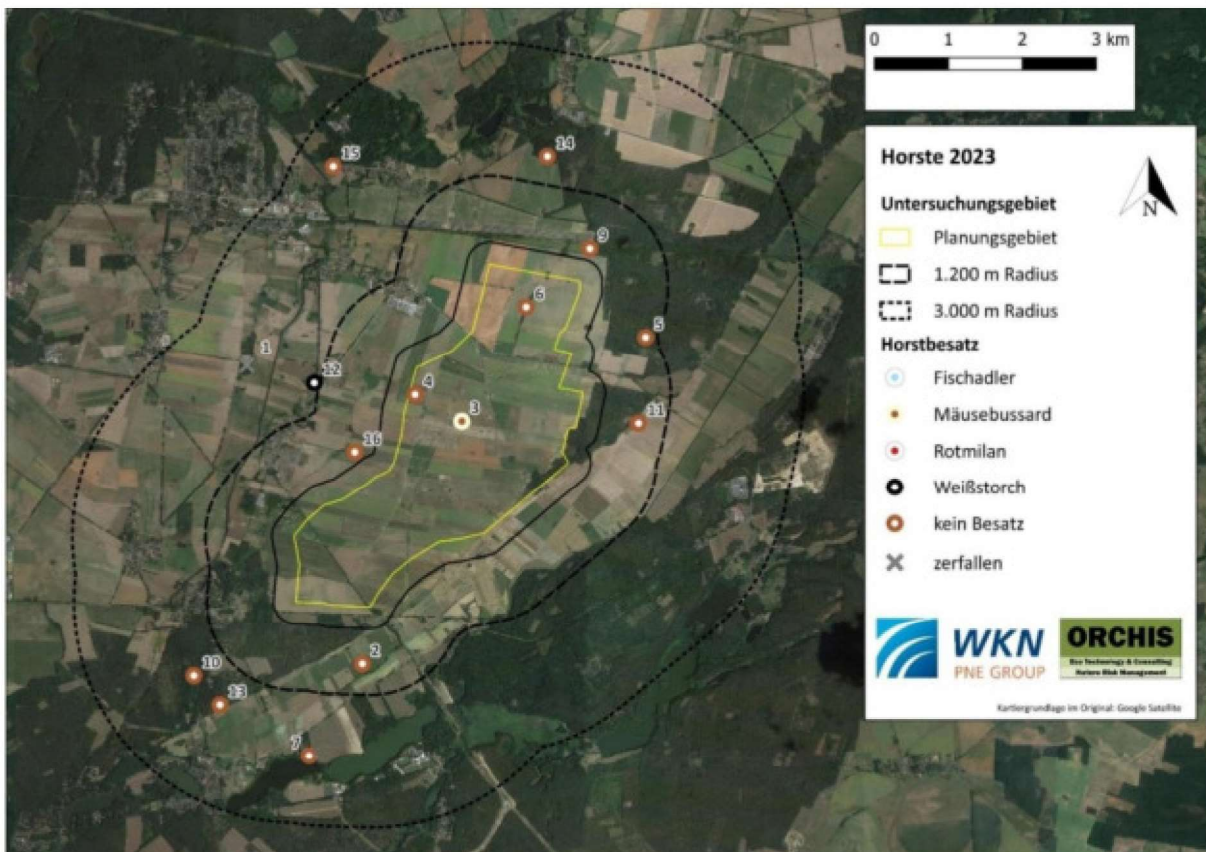 0 1 2 3 km
Horste 2023
N
Untersuchungsgebiet
Planungsgebiet
1.200 m Radius
3.000 m Radius
Horstbesatz
Fischadler
Mäusebussard
Rotmilan
Weißstorch
kein Besatz
zerfallen
WKN
PNE GROUP
ORCHIS
Eco Technology & Consulting
Nature Risk Management
Kartiergrundlage im Original: Google Satellite
15
14
9
6
5
1
12
4
3
11
16
2
10
13
7